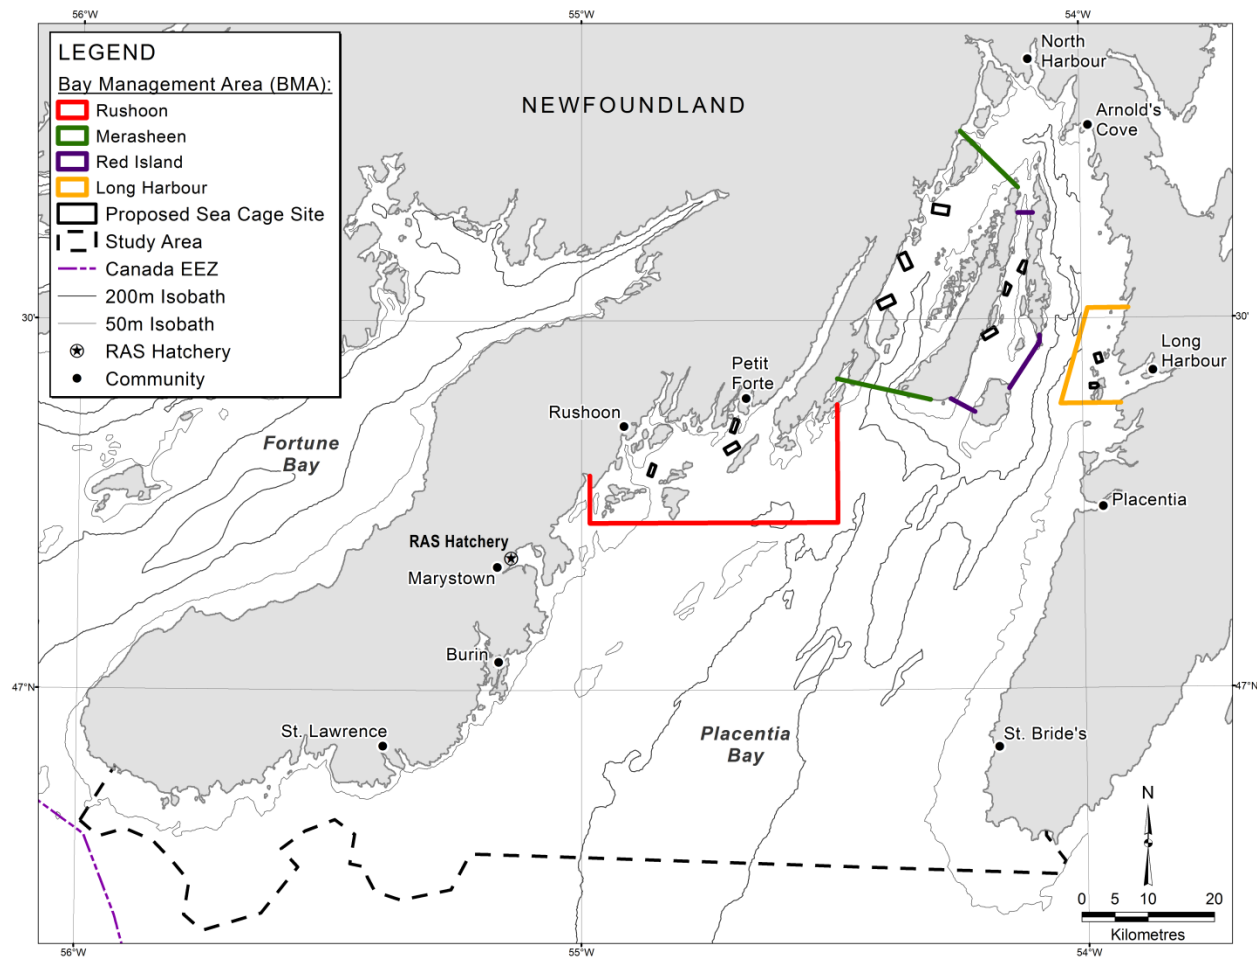 56°W
55°W
54°W
LEGEND
Bay Management Area (BMA):
Rushoon
Merasheen
Red Island
Long Harbour
Proposed Sea Cage Site
Study Area
Canada EEZ
200m Isobath
50m Isobath
RAS Hatchery
Community
NEWFOUNDLAND
North
Harbour
Arnold's
Cove
30'
30'
Long
Harbour
Petit
Forte
Rushoon
Fortune
Bay
Placentia
RAS Hatchery
Marystown
Burin
47°N
47°N
St. Lawrence
Placentia
Bay
St. Bride's
N
0 5 10 20
Kilometres
56°W
55°W
54°W